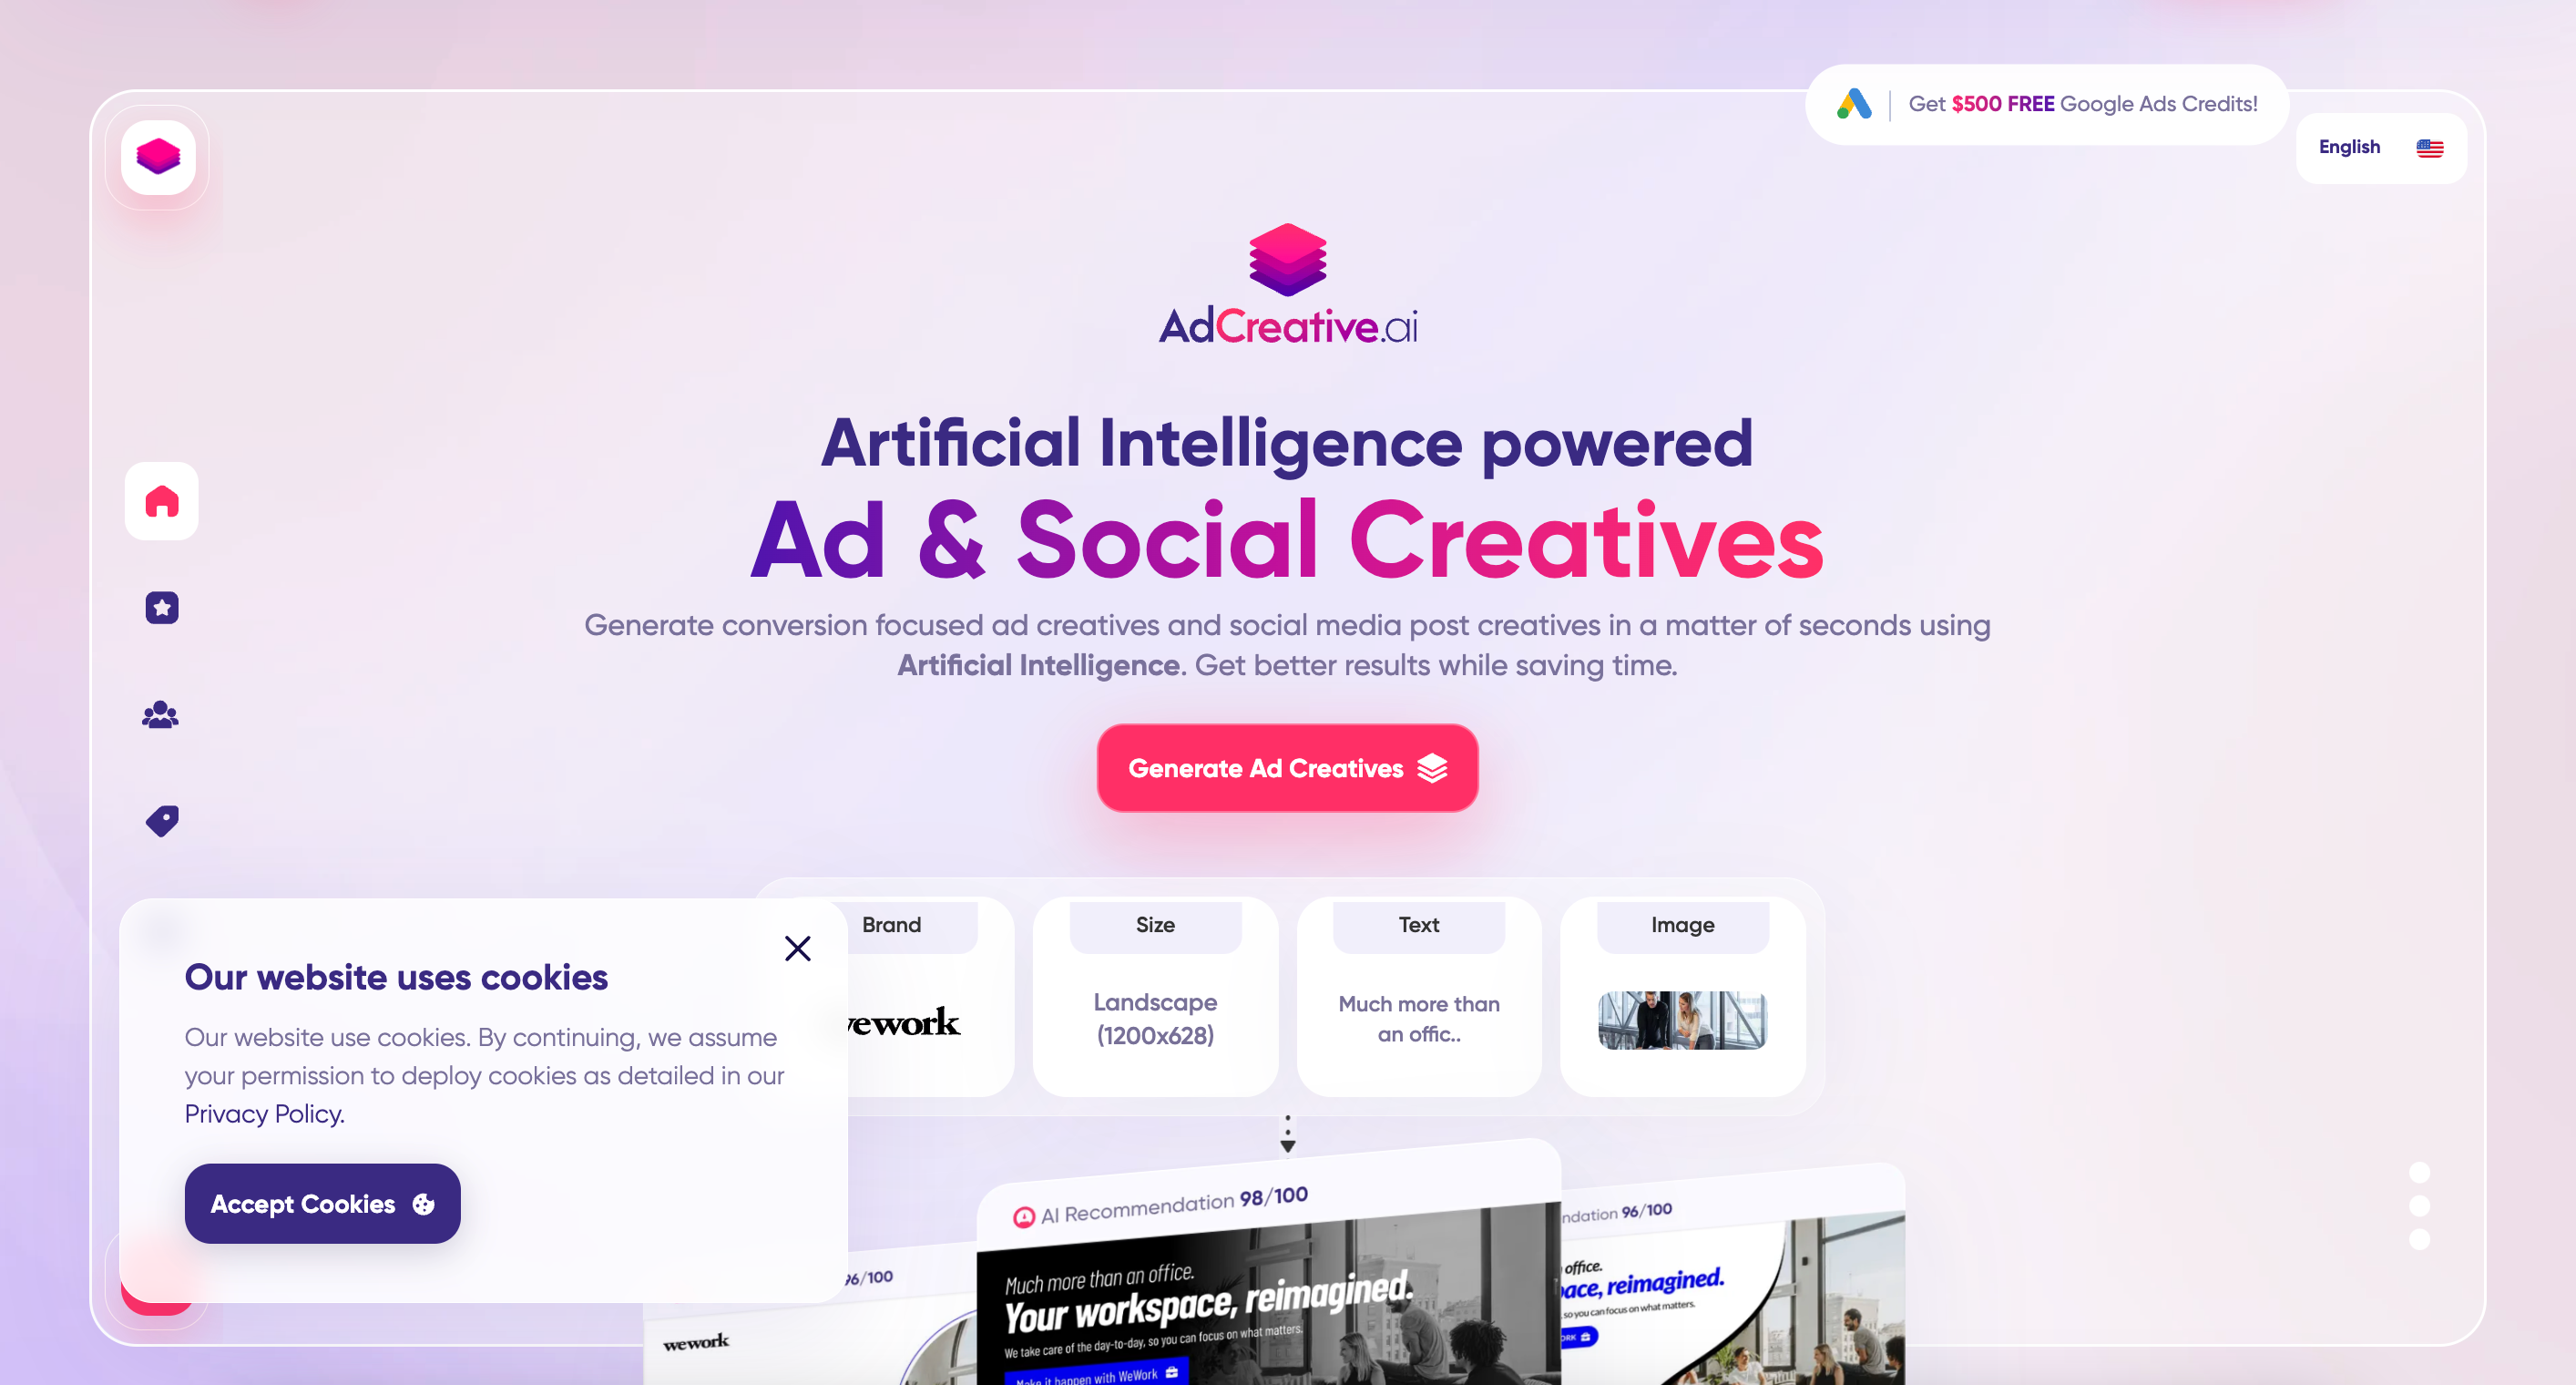 Get $500 FREE Google Ads Credits!
English
AdCreative.ai
Artificial Intelligence powered
Ad & Social Creatives
Generate conversion focused ad creatives and social media post creatives in a matter of seconds using
Artificial Intelligence. Get better results while saving time.
Generate Ad Creatives
Brand
Size
Text
Image
wework
Landscape
(1200x628)
Much more than
an offic..
Our website uses cookies
Our website use cookies. By continuing, we assume
your permission to deploy cookies as detailed in our
Privacy Policy.
Accept Cookies
96/100
wework
AI Recommendation 98/100
Much more than an office.
Your workspace, reimagined.
We take care of the day-to-day, so you can focus on what matters.
Make it happen with WeWork
96/100
office.
reimagined.
so you can focus on what matters.